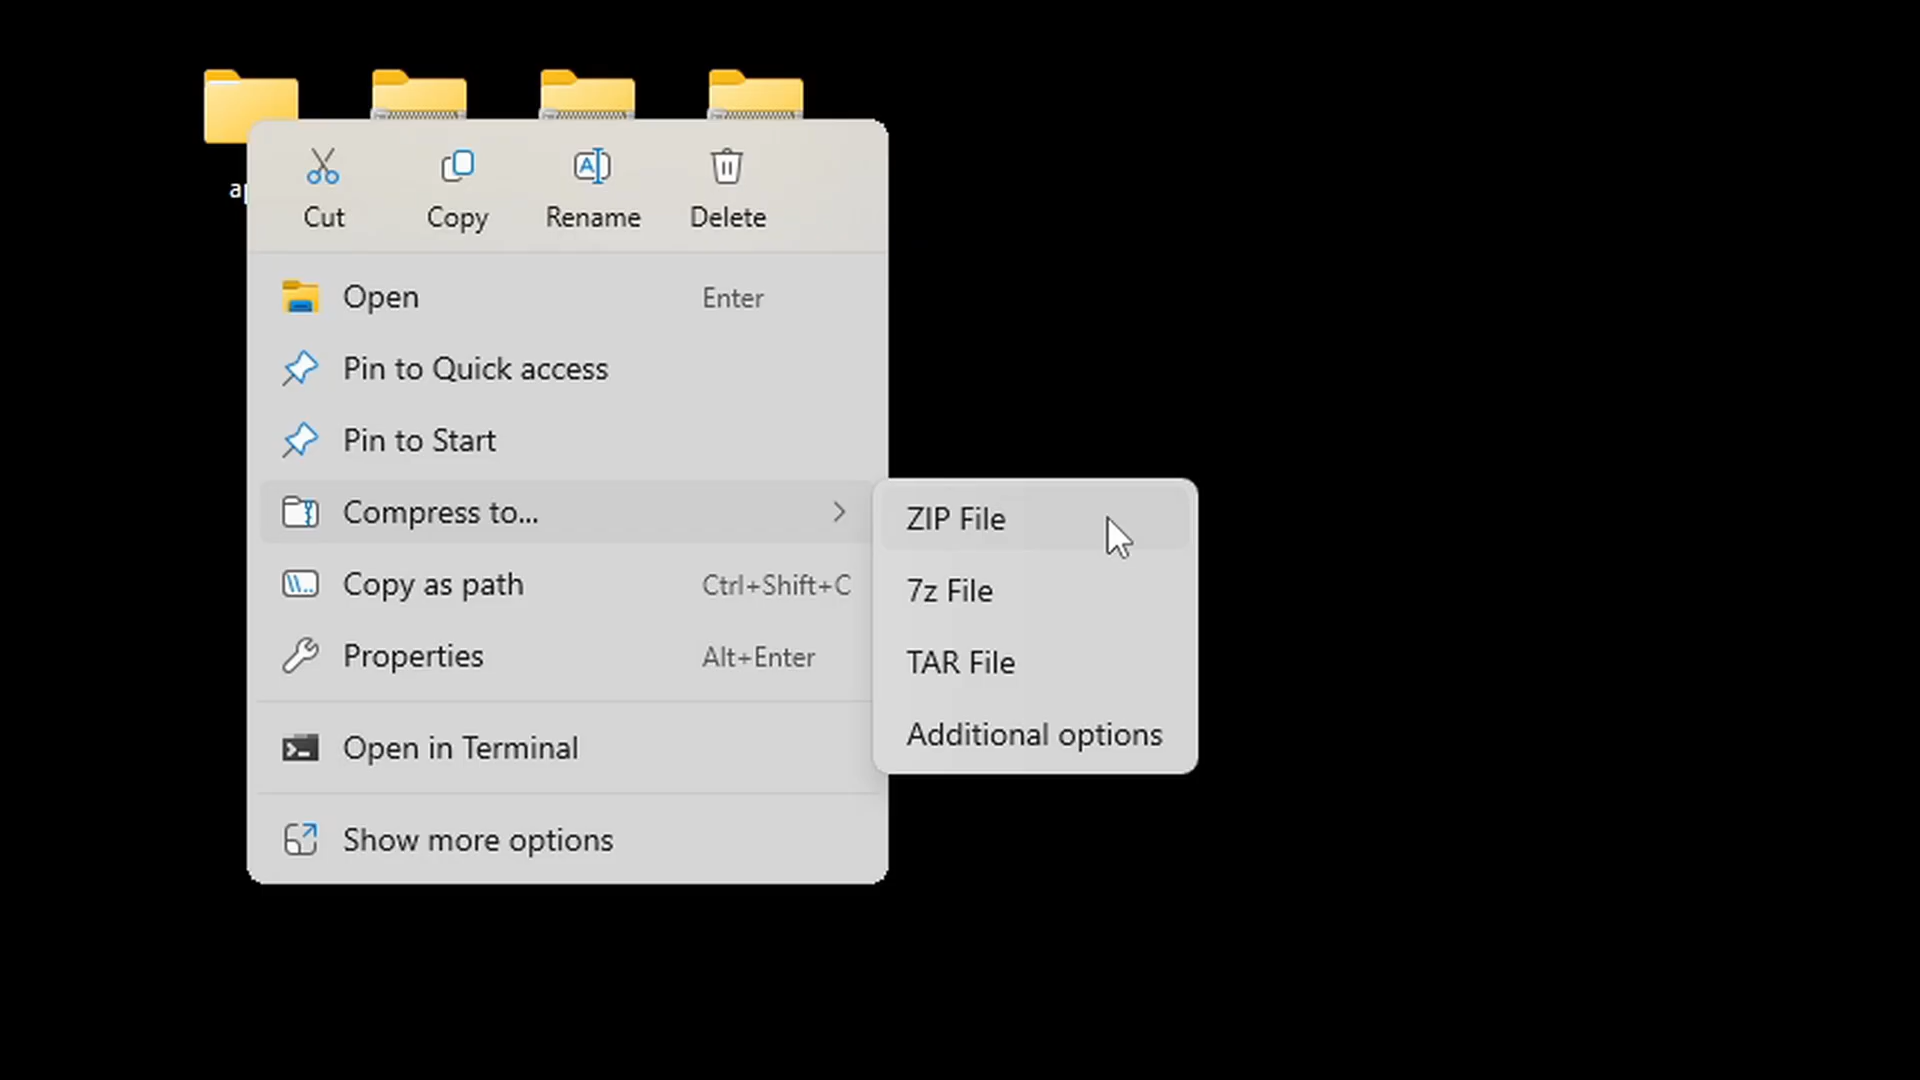 Cut
Copy
Rename
Delete
Open
Enter
Pin to Quick access
Pin to Start
Compress to...
ZIP File
7z File
Copy as path
Ctrl+Shift+C
TAR File
Properties
Alt+Enter
Additional options
Open in Terminal
Show more options